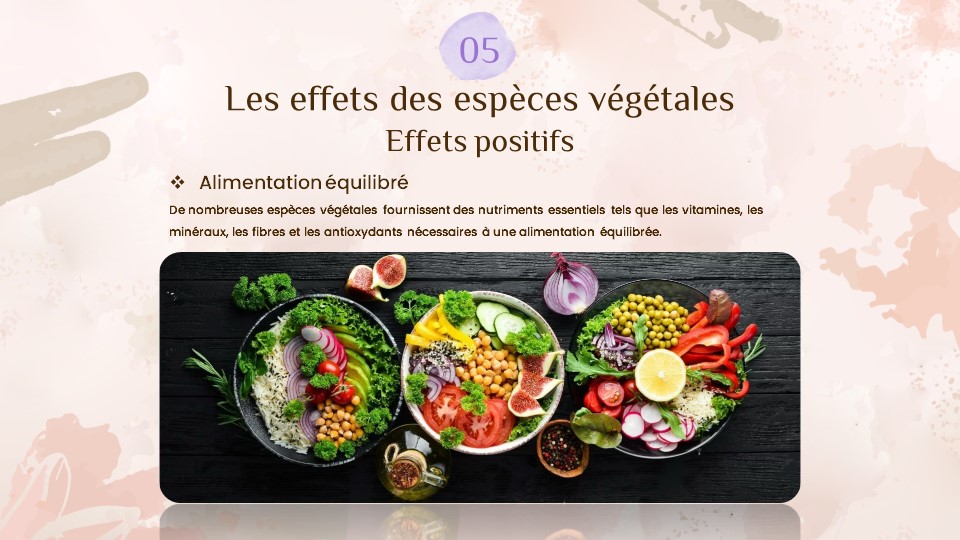 05
Les effets des espèces végétales
Effets positifs
❖ Alimentation équilibré
De nombreuses espèces végétales fournissent des nutriments essentiels tels que les vitamines, les
minéraux, les fibres et les antioxydants nécessaires à une alimentation équilibrée.